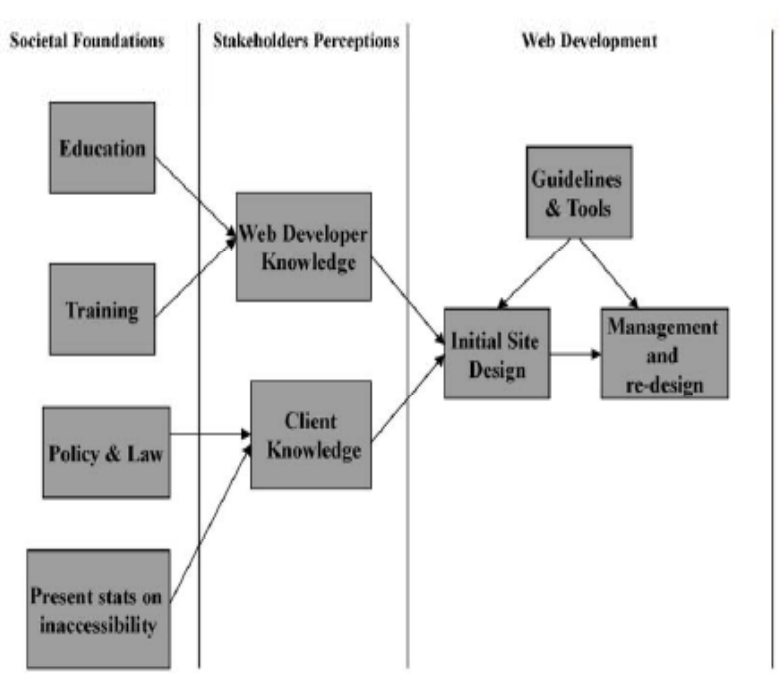 Societal Foundations
Stakeholders Perceptions
Web Development
Education
Training
Policy & Law
Present stats on
inaccessibility
Web Developer
Knowledge
Client
Knowledge
Guidelines
& Tools
Initial Site
Design
Management
and
re-design